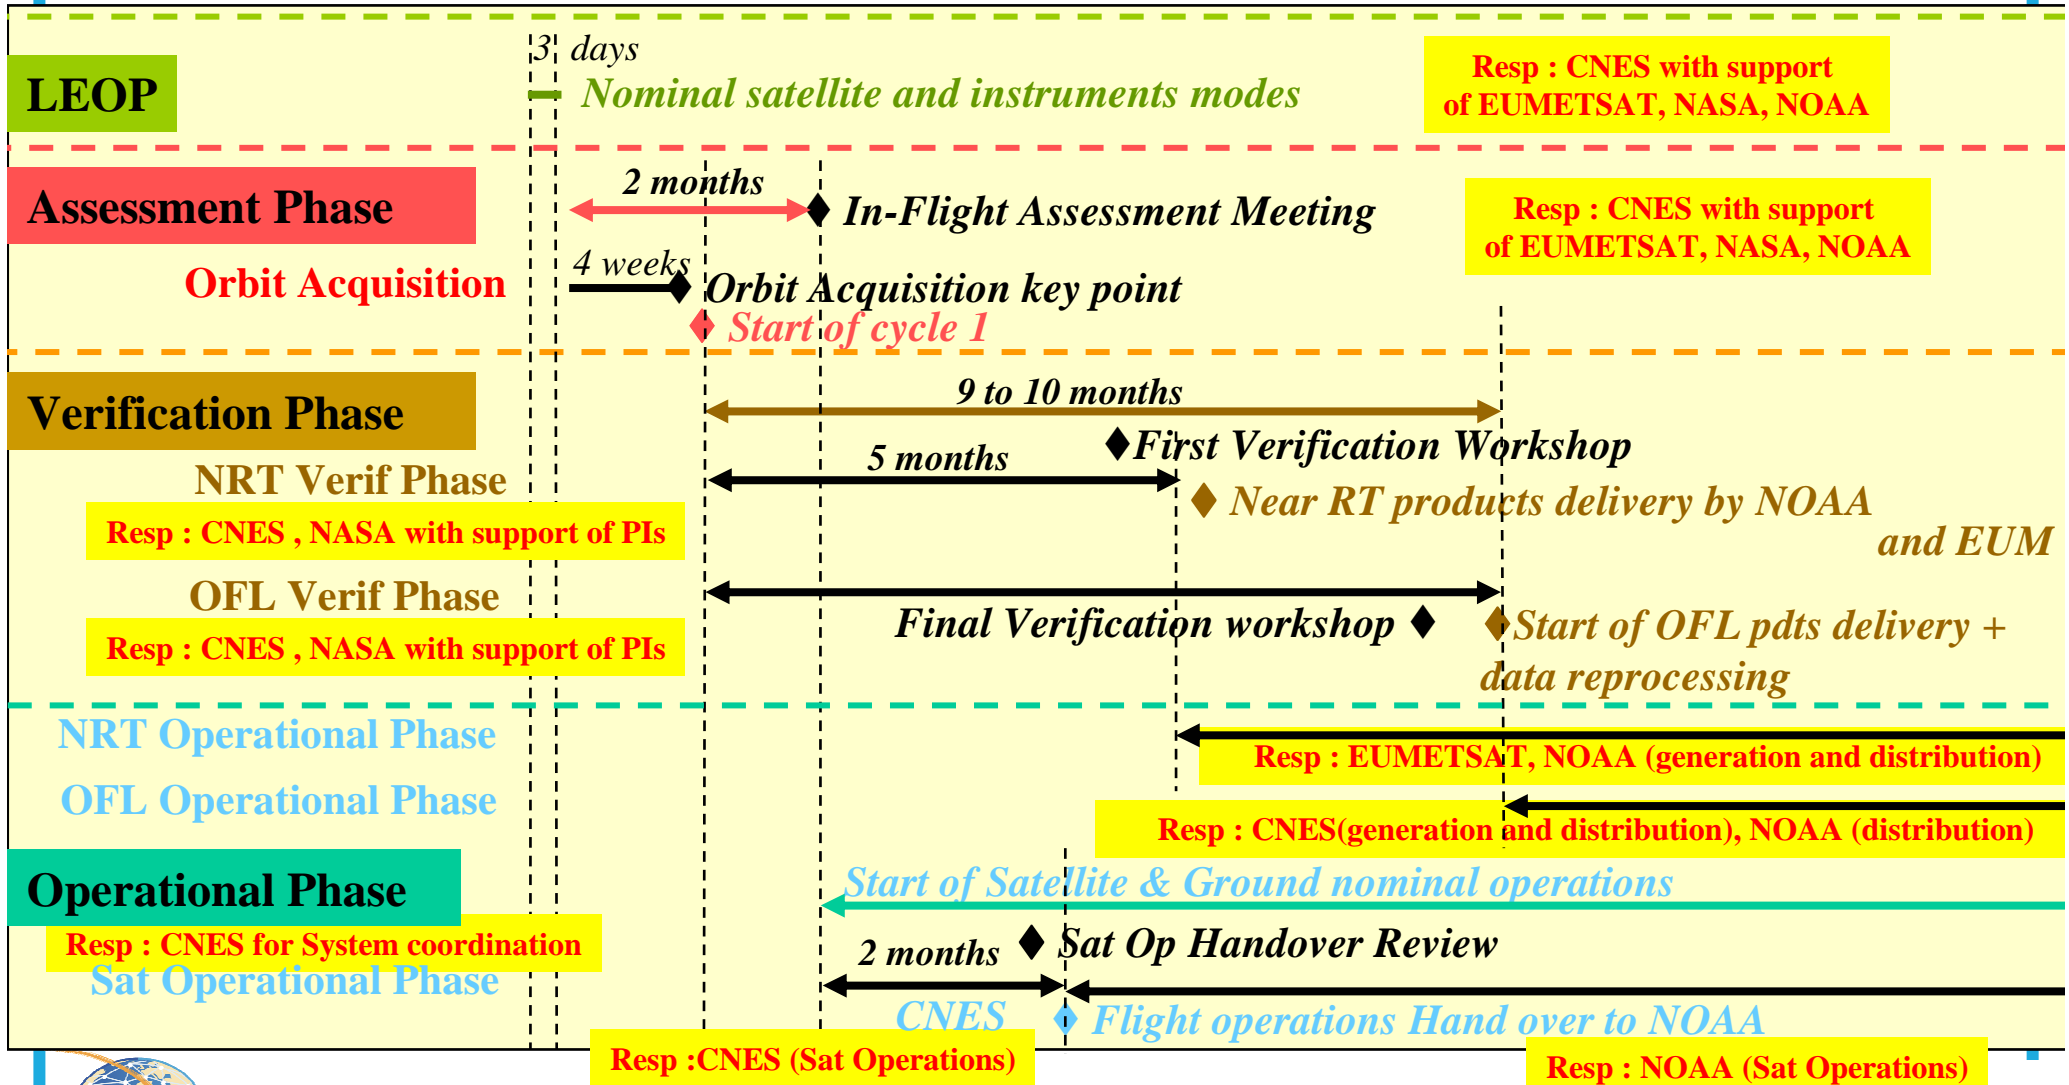 3 days
LEOP
Nominal satellite and instruments modes
Resp : CNES with support
of EUMETSAT, NASA, NOAA
Assessment Phase
2 months
In-Flight Assessment Meeting
Resp : CNES with support
of EUMETSAT, NASA, NOAA
Orbit Acquisition
4 weeks
Orbit Acquisition key point
Start of cycle 1
Verification Phase
9 to 10 months
First Verification Workshop
NRT Verif Phase
5 months
Near RT products delivery by NOAA
and EUM
Resp : CNES , NASA with support of PIs
OFL Verif Phase
Final Verification workshop
Start of OFL pdts delivery +
data reprocessing
Resp : CNES , NASA with support of PIs
NRT Operational Phase
Resp : EUMETSAT, NOAA (generation and distribution)
OFL Operational Phase
Resp : CNES(generation and distribution), NOAA (distribution)
Operational Phase
Start of Satellite & Ground nominal operations
Resp : CNES for System coordination
2 months
Sat Op Handover Review
Sat Operational Phase
CNES
Flight operations Hand over to NOAA
Resp :CNES (Sat Operations)
Resp : NOAA (Sat Operations)